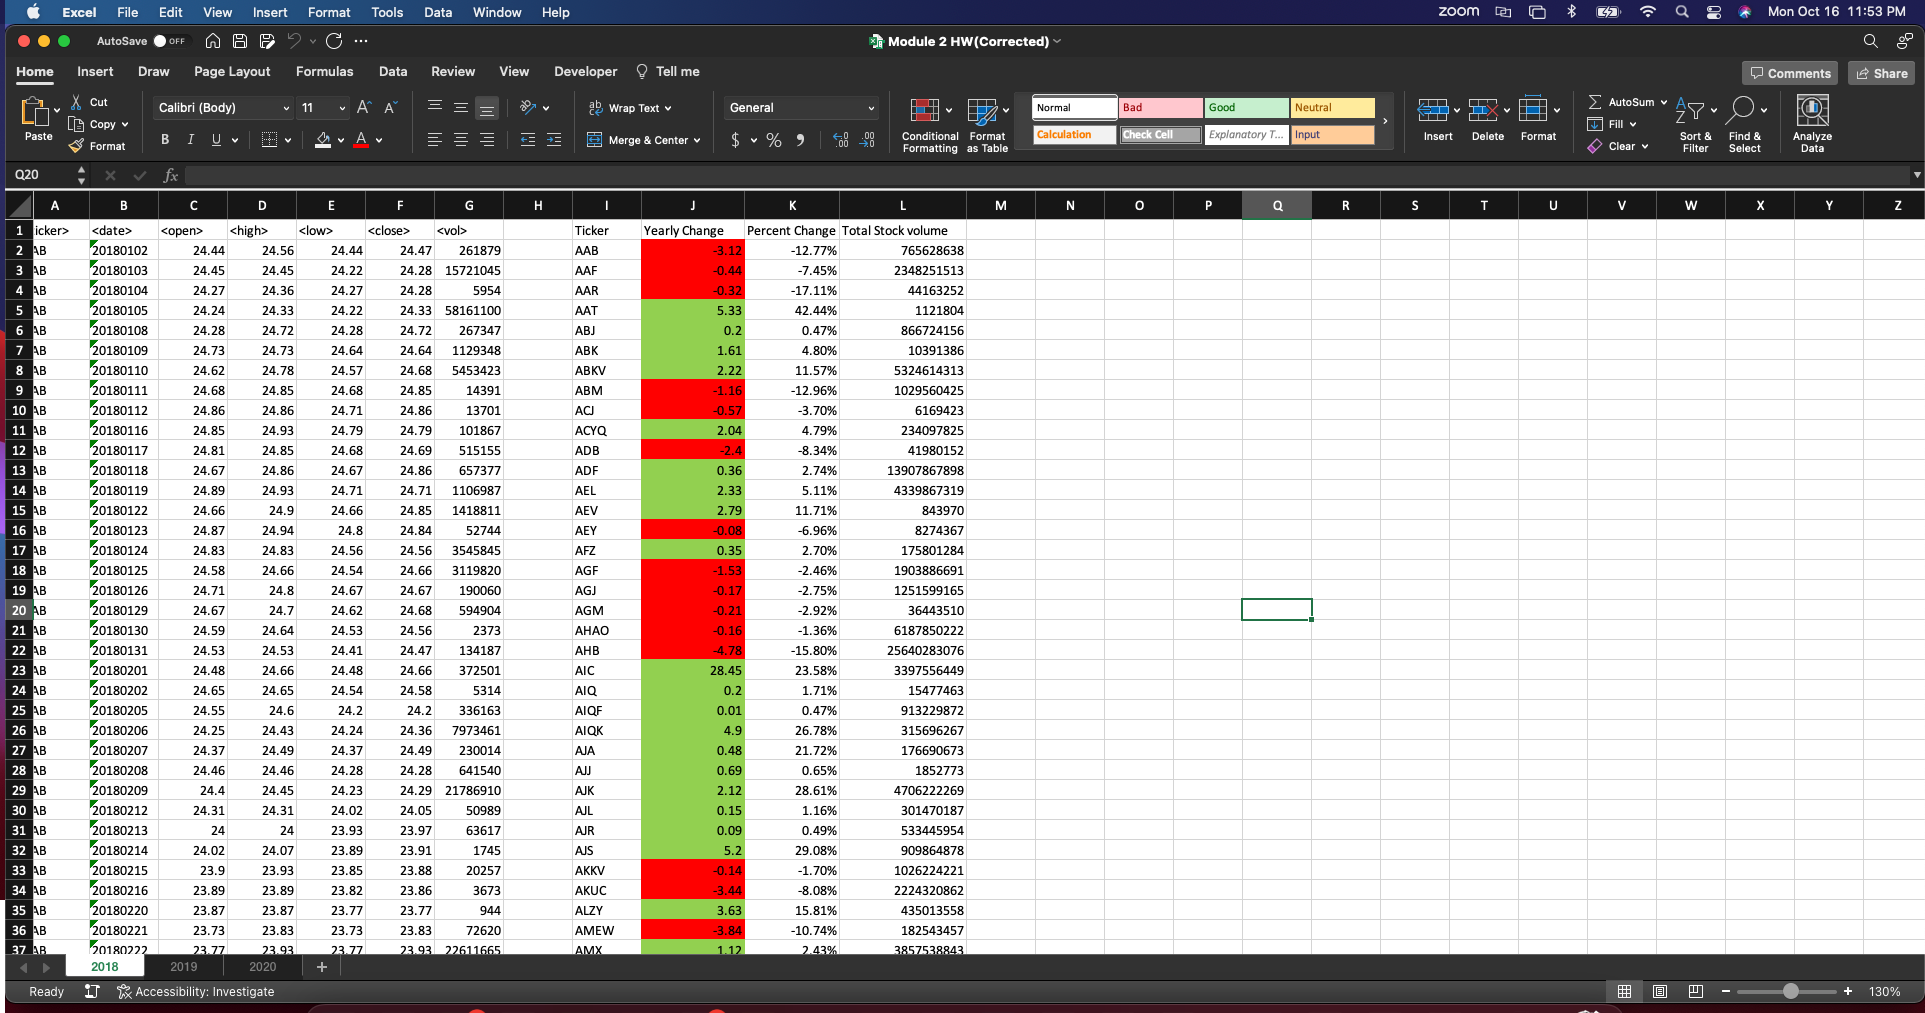 Excel File Edit View Insert Format Tools Data Window Help zoom Mon Oct 16 11:53 PM
AutoSave OFF Module 2 HW(Corrected)
Home Insert Draw Page Layout Formulas Data Review View Developer Tell me Comments Share
Paste Cut Copy Format
Calibri (Body) 11 A A
B I U A
Wrap Text
Merge & Center
General
$ % 9
Conditional Formatting Format as Table
Normal Bad Good Neutral
Calculation Check Cell Explanatory T... Input
Insert Delete Format
AutoSum Fill Clear
Sort & Filter Find & Select Analyze Data
Q20 fx
A B C D E F G H I J K L M N O P Q R S T U V W X Y Z
1 icker> <date> <open> <high> <low> <close> <vol> Ticker Yearly Change Percent Change Total Stock volume
2 AB 20180102 24.44 24.56 24.44 24.47 261879 AAB -3.12 -12.77% 765628638
3 AB 20180103 24.45 24.45 24.22 24.28 15721045 AAF -0.44 -7.45% 2348251513
4 AB 20180104 24.27 24.36 24.27 24.28 5954 AAR -0.32 -17.11% 44163252
5 AB 20180105 24.24 24.33 24.22 24.33 58161100 AAT 5.33 42.44% 1121804
6 AB 20180108 24.28 24.72 24.28 24.72 267347 ABJ 0.2 0.47% 866724156
7 AB 20180109 24.73 24.73 24.64 24.64 1129348 ABK 1.61 4.80% 10391386
8 AB 20180110 24.62 24.78 24.57 24.68 5453423 ABKV 2.22 11.57% 5324614313
9 AB 20180111 24.68 24.85 24.68 24.85 14391 ABM -1.16 -12.96% 1029560425
10 AB 20180112 24.86 24.86 24.71 24.86 13701 ACJ -0.57 -3.70% 6169423
11 AB 20180116 24.85 24.93 24.79 24.79 101867 ACYQ 2.04 4.79% 234097825
12 AB 20180117 24.81 24.85 24.68 24.69 515155 ADB -2.4 -8.34% 41980152
13 AB 20180118 24.67 24.86 24.67 24.86 657377 ADF 0.36 2.74% 13907867898
14 AB 20180119 24.89 24.93 24.71 24.71 1106987 AEL 2.33 5.11% 4339867319
15 AB 20180122 24.66 24.9 24.66 24.85 1418811 AEV 2.79 11.71% 843970
16 AB 20180123 24.87 24.94 24.8 24.84 52744 AEY -0.08 -6.96% 8274367
17 AB 20180124 24.83 24.83 24.56 24.56 3545845 AFZ 0.35 2.70% 175801284
18 AB 20180125 24.58 24.66 24.54 24.66 3119820 AGF -1.53 -2.46% 1903886691
19 AB 20180126 24.71 24.8 24.67 24.67 190060 AGJ -0.17 -2.75% 1251599165
20 AB 20180129 24.67 24.7 24.62 24.68 594904 AGM -0.21 -2.92% 36443510
21 AB 20180130 24.59 24.64 24.53 24.56 2373 AHAO -0.16 -1.36% 6187850222
22 AB 20180131 24.53 24.53 24.41 24.47 134187 AHB -4.78 -15.80% 25640283076
23 AB 20180201 24.48 24.66 24.48 24.66 372501 AIC 28.45 23.58% 3397556449
24 AB 20180202 24.65 24.65 24.54 24.58 5314 AIQ 0.2 1.71% 15477463
25 AB 20180205 24.55 24.6 24.2 24.2 336163 AIQF 0.01 0.47% 913229872
26 AB 20180206 24.25 24.43 24.24 24.36 7973461 AIQK 4.9 26.78% 315696267
27 AB 20180207 24.37 24.49 24.37 24.49 230014 AJA 0.48 21.72% 176690673
28 AB 20180208 24.46 24.46 24.28 24.28 641540 AJJ 0.69 0.65% 1852773
29 AB 20180209 24.4 24.45 24.23 24.29 21786910 AJK 2.12 28.61% 4706222269
30 AB 20180212 24.31 24.31 24.02 24.05 50989 AJL 0.15 1.16% 301470187
31 AB 20180213 24 24 23.93 23.97 63617 AJR 0.09 0.49% 533445954
32 AB 20180214 24.02 24.07 23.89 23.91 1745 AJS 5.2 29.08% 909864878
33 AB 20180215 23.9 23.93 23.85 23.88 20257 AKKV -0.14 -1.70% 1026224221
34 AB 20180216 23.89 23.89 23.82 23.86 3673 AKUC -3.44 -8.08% 2224320862
35 AB 20180220 23.87 23.87 23.77 23.77 944 ALZY 3.63 15.81% 435013558
36 AB 20180221 23.73 23.83 23.73 23.83 72620 AMEW -3.84 -10.74% 182543457
37 AB 20180222 23.77 23.93 23.77 23.93 22611665 AMX 1.12 2.43% 3857538843
2018 2019 2020 +
Ready Accessibility: Investigate 130%